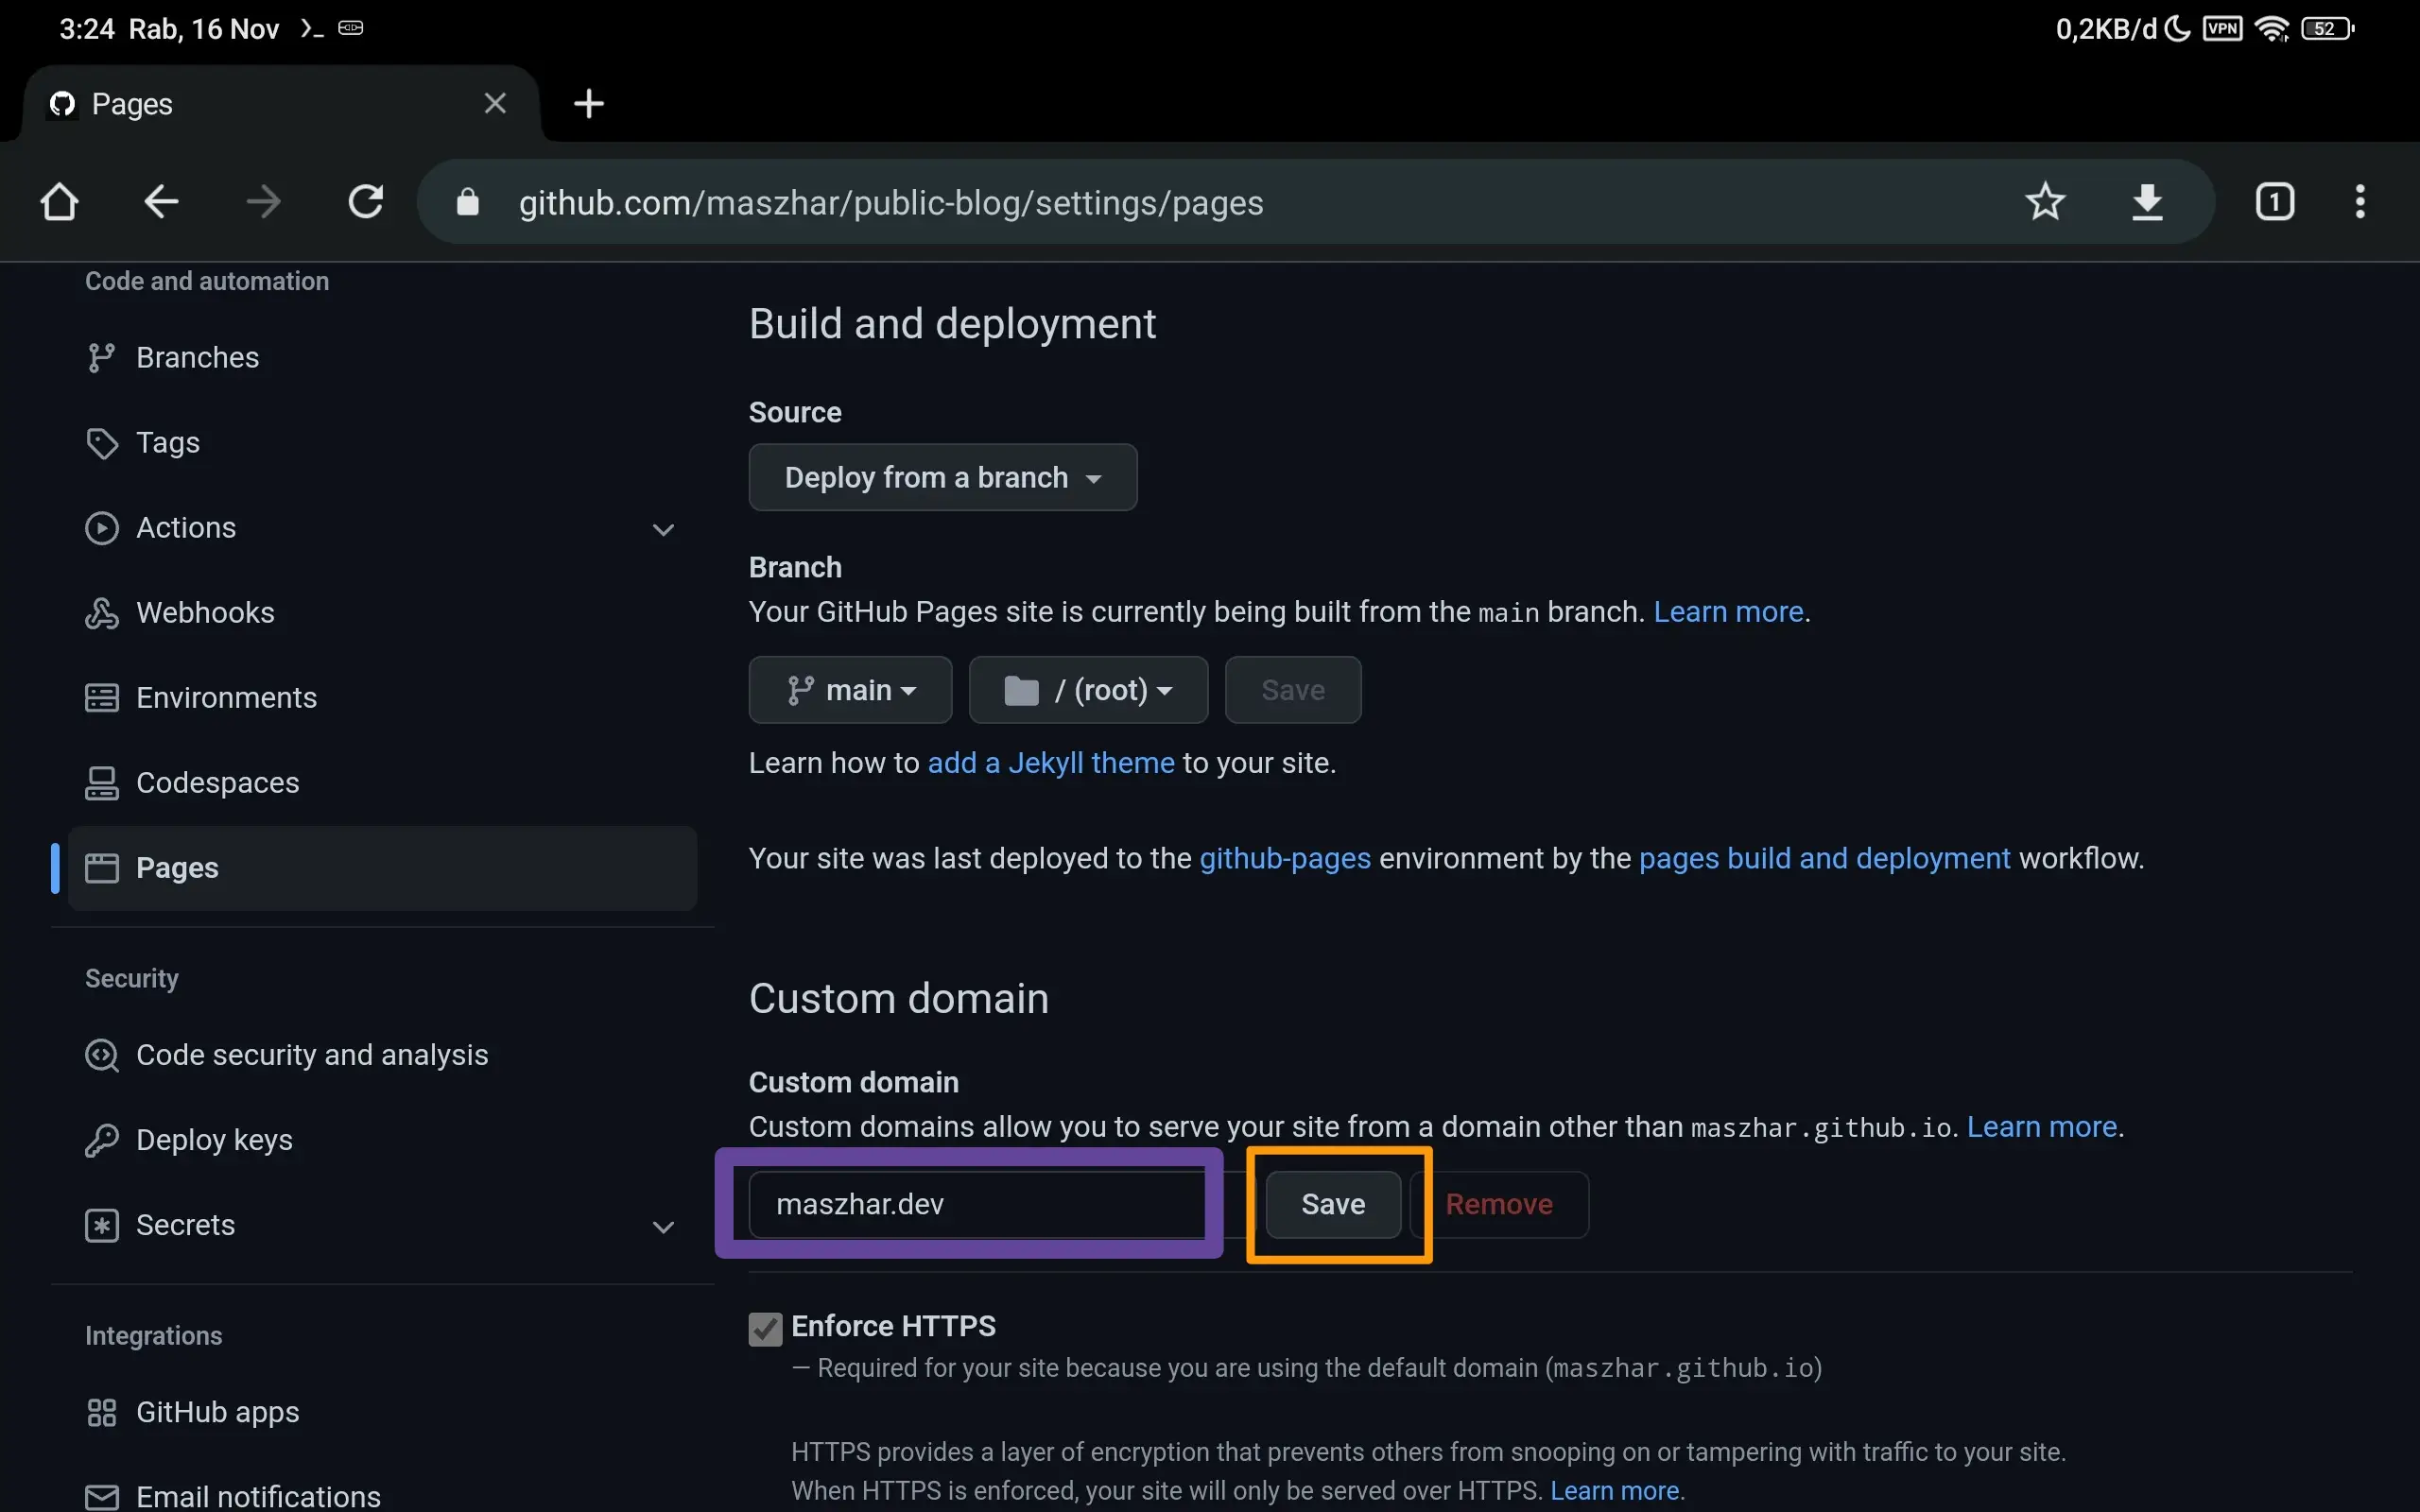 3:24 Rab, 16 Nov
0,2KB/d VPN 52
Pages
github.com/maszhar/public-blog/settings/pages
1
Code and automation
Branches
Tags
Actions
Webhooks
Environments
Codespaces
Pages
Security
Code security and analysis
Deploy keys
Secrets
Integrations
GitHub apps
Email notifications
Build and deployment
Source
Deploy from a branch
Branch
Your GitHub Pages site is currently being built from the main branch. Learn more.
main / (root) Save
Learn how to add a Jekyll theme to your site.
Your site was last deployed to the github-pages environment by the pages build and deployment workflow.
Custom domain
Custom domain
Custom domains allow you to serve your site from a domain other than maszhar.github.io. Learn more.
maszhar.dev Save Remove
Enforce HTTPS
— Required for your site because you are using the default domain (maszhar.github.io)
HTTPS provides a layer of encryption that prevents others from snooping on or tampering with traffic to your site.
When HTTPS is enforced, your site will only be served over HTTPS. Learn more.